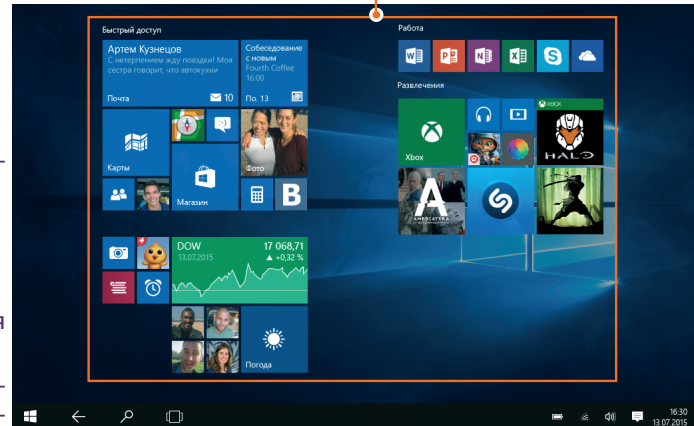 Быстрый доступ
Артем Кузнецов
С нетерпением жду поездки! Моя
сестра говорит, что автокухни
Почта
10
Собеседование
с новым
Fourth Coffee
16:00
По. 13
Карты
Фото
Магазин
B
DOW
17 068,71
13.07.2015
▲ +0,32 %
Погода
Работа
Развлечения
Xbox
XBOX
HALO
A
AMERICATTRA
16:30
13.07.2015
я